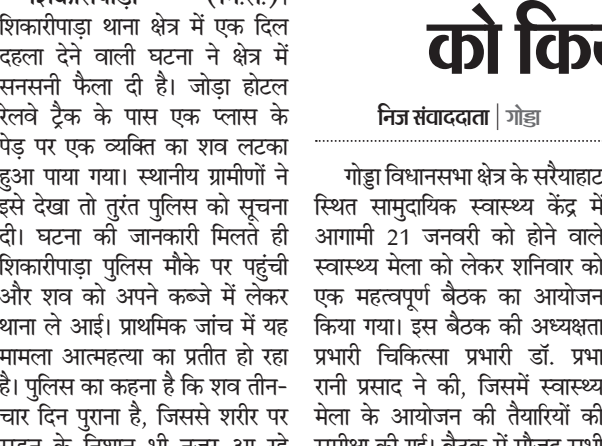 शिकारीपाड़ा थाना क्षेत्र में एक दिल
दहला देने वाली घटना ने क्षेत्र में
सनसनी फैला दी है। जोड़ा होटल
रेलवे ट्रैक के पास एक प्लास के
पेड़ पर एक व्यक्ति का शव लटका
हुआ पाया गया। स्थानीय ग्रामीणों ने
इसे देखा तो तुरंत पुलिस को सूचना
दी। घटना की जानकारी मिलते ही
शिकारीपाड़ा पुलिस मौके पर पहुंची
और शव को अपने कब्जे में लेकर
थाना ले आई। प्राथमिक जांच में यह
मामला आत्महत्या का प्रतीत हो रहा
है। पुलिस का कहना है कि शव तीन-
चार दिन पुराना है, जिससे शरीर पर
को
निज संवाददाता | गोड्डा
गोड्डा विधानसभा क्षेत्र के सरैयाहाट
स्थित सामुदायिक स्वास्थ्य केंद्र में
आगामी 21 जनवरी को होने वाले
स्वास्थ्य मेला को लेकर शनिवार को
एक महत्वपूर्ण बैठक का आयोजन
किया गया। इस बैठक की अध्यक्षता
प्रभारी चिकित्सा प्रभारी डॉ. प्रभा
रानी प्रसाद ने की, जिसमें स्वास्थ्य
मेला के आयोजन की तैयारियों की